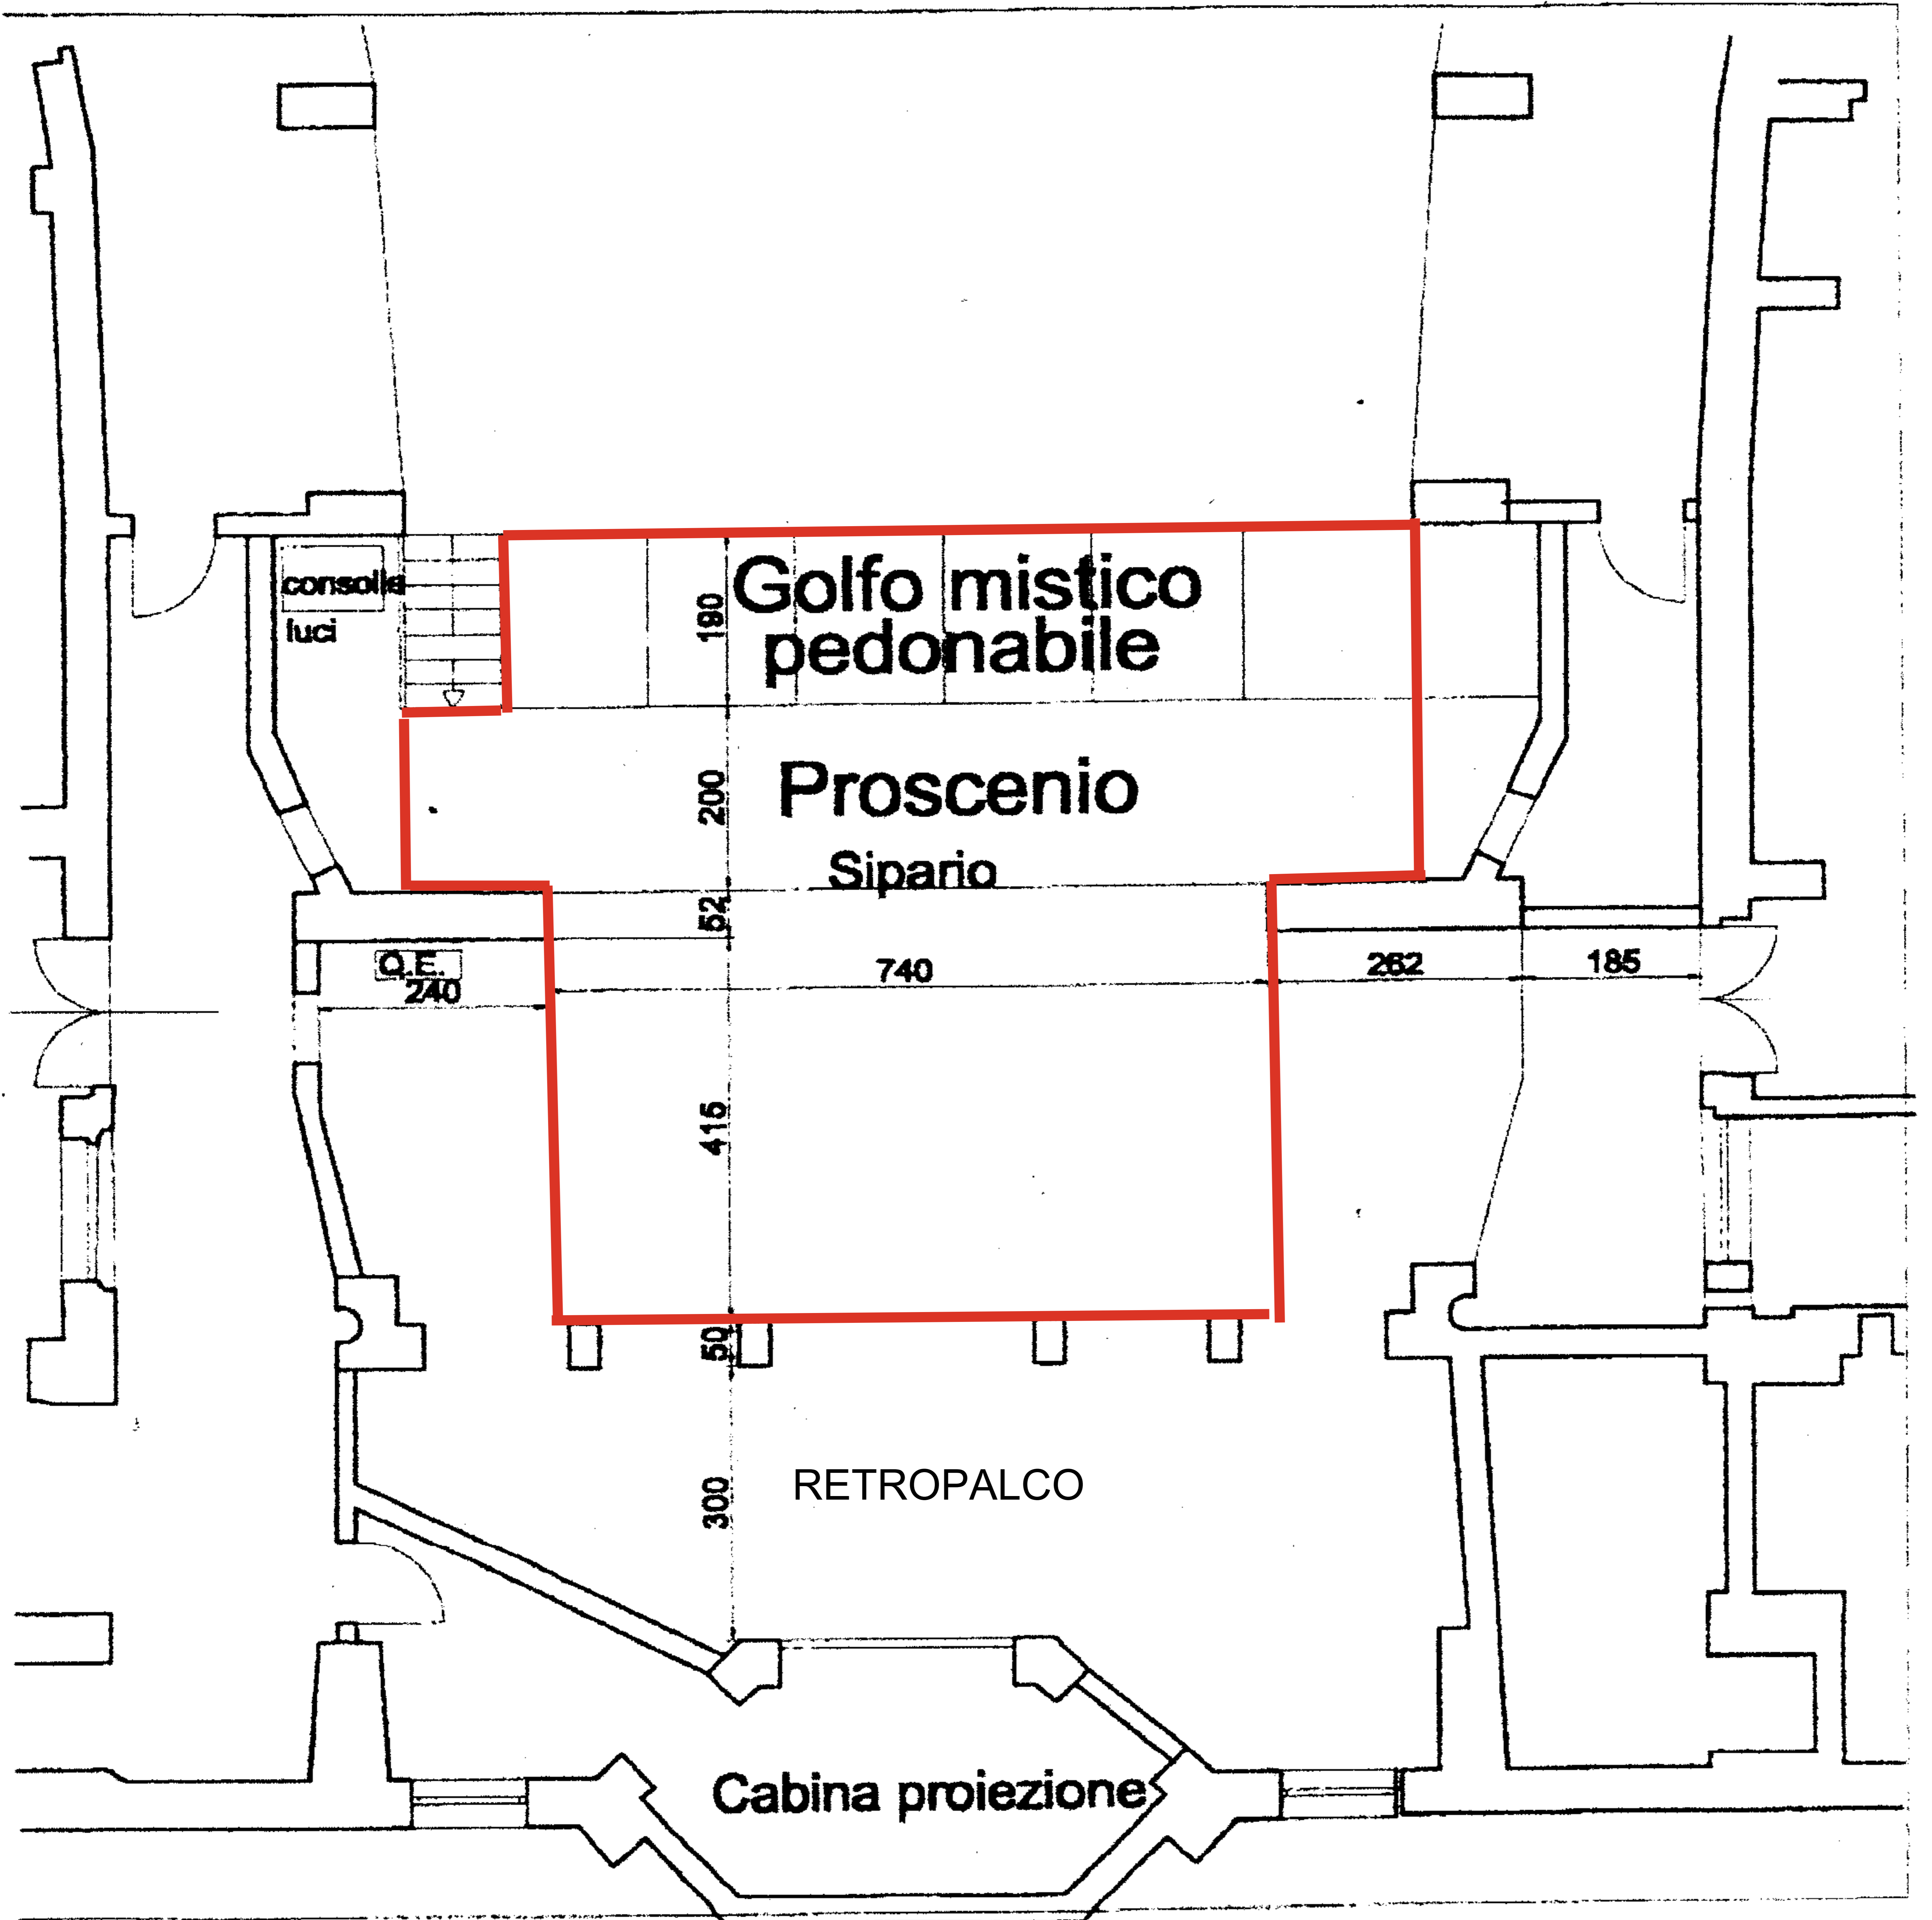 Golfo mistico
pedonabile
consolle
luci
190
Proscenio
200
Sipario
52
Q.E.
240
740
262
185
415
50
RETROPALCO
300
Cabina proiezione